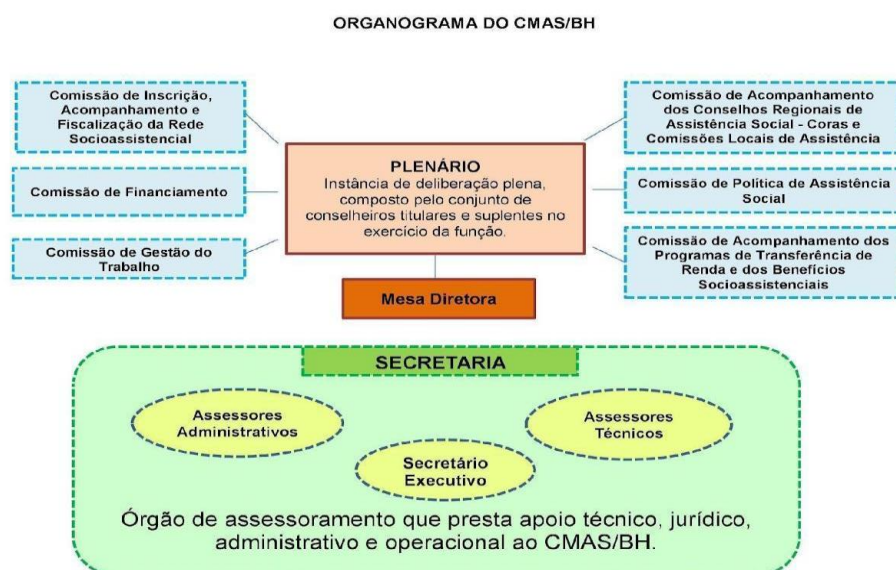 ORGANOGRAMA DO CMAS/BH
Comissão de Inscrição,
Acompanhamento e
Fiscalização da Rede
Socioassistencial
Comissão de Financiamento
Comissão de Gestão do
Trabalho
PLENÁRIO
Instância de deliberação plena,
composto pelo conjunto de
conselheiros titulares e suplentes no
exercício da função.
Mesa Diretora
Comissão de Acompanhamento
dos Conselhos Regionais de
Assistência Social - Coras e
Comissões Locais de Assistência
Comissão de Política de Assistência
Social
Comissão de Acompanhamento dos
Programas de Transferência de
Renda e dos Benefícios
Socioassistenciais
SECRETARIA
Assessores
Administrativos
Assessores
Técnicos
Secretário
Executivo
Órgão de assessoramento que presta apoio técnico, jurídico,
administrativo e operacional ao CMAS/BH.